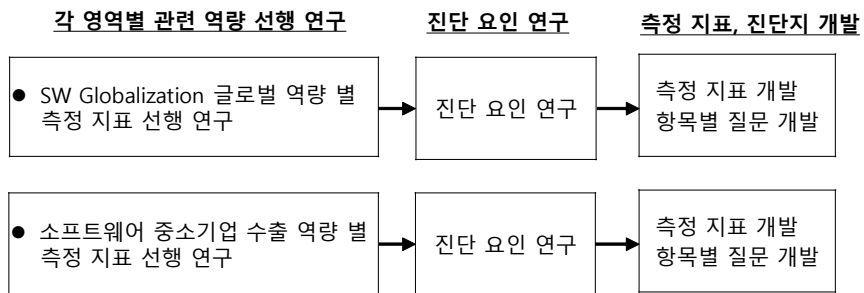 각 영역별 관련 역량 선행 연구
진단 요인 연구
측정 지표, 진단지 개발
● SW Globalization 글로벌 역량 별
측정 지표 선행 연구
진단 요인 연구
측정 지표 개발
항목별 질문 개발
● 소프트웨어 중소기업 수출 역량 별
측정 지표 선행 연구
진단 요인 연구
측정 지표 개발
항목별 질문 개발